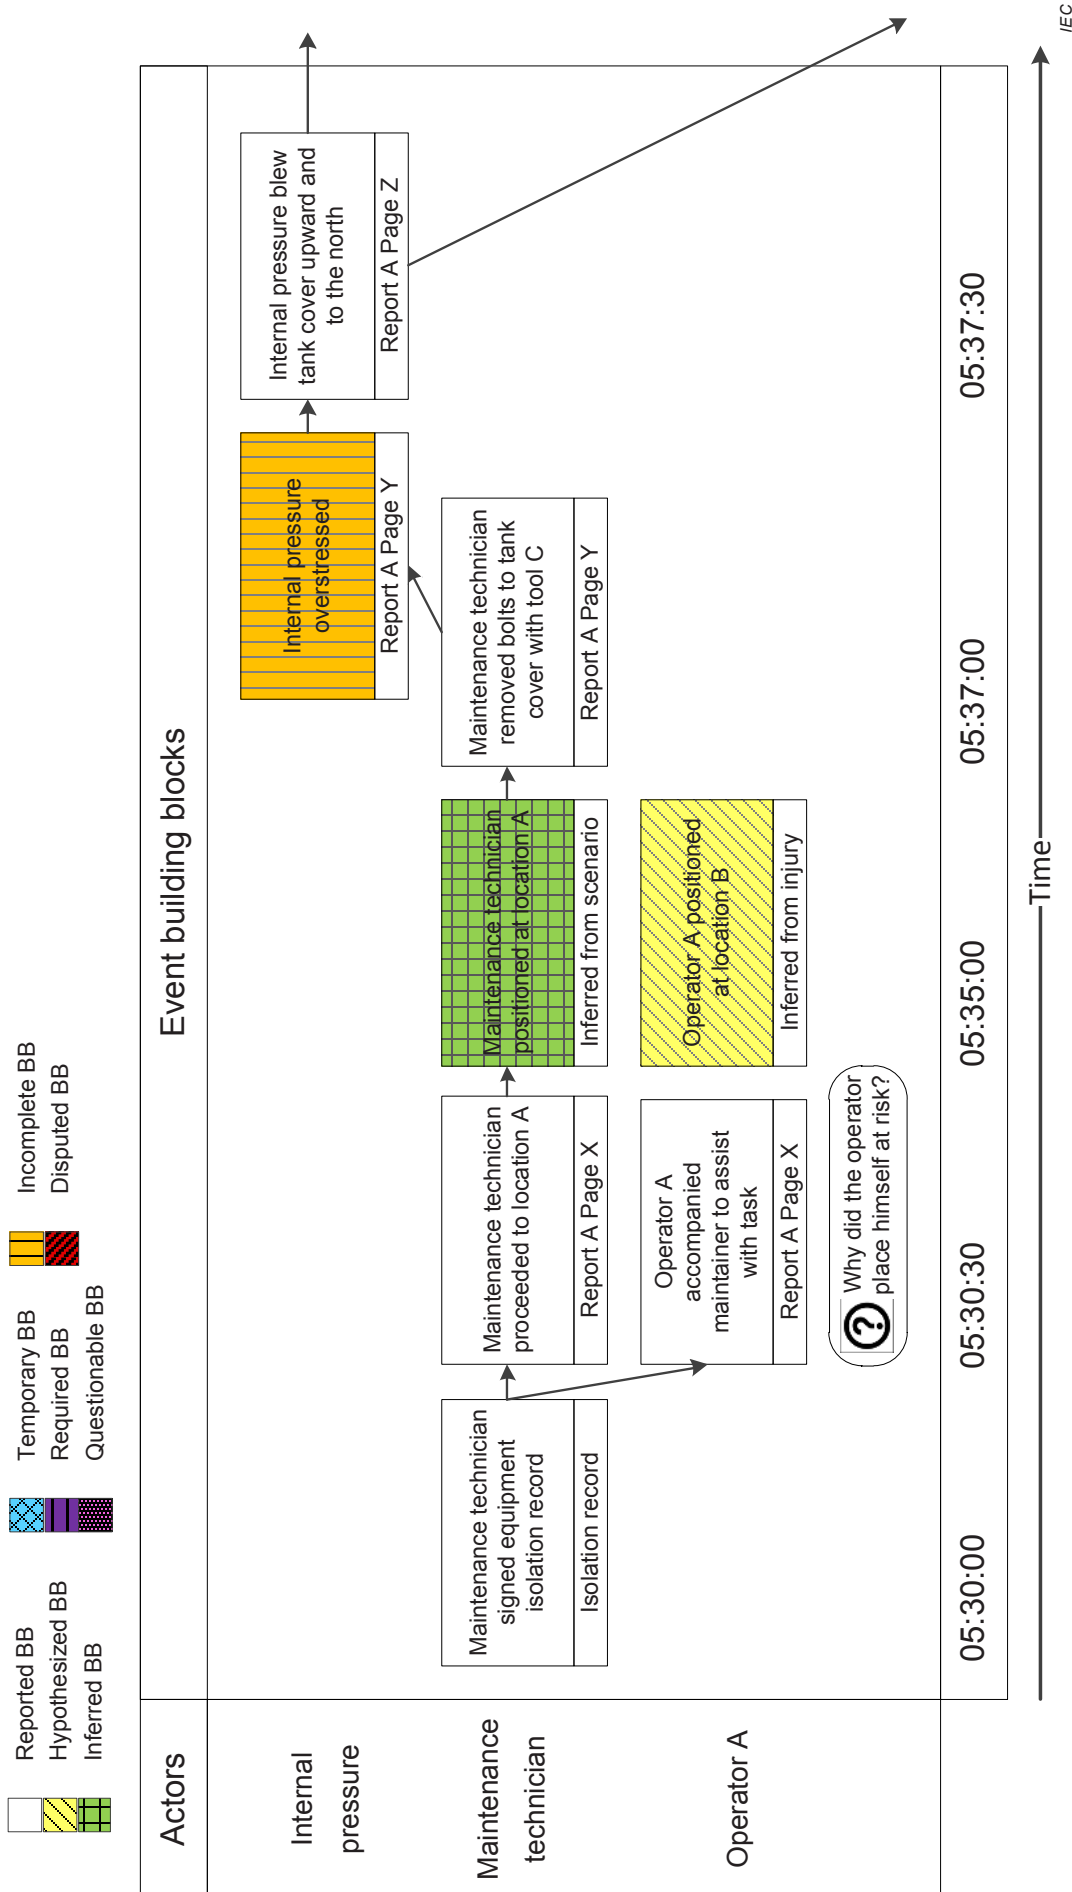 Reported BB
Hypothesized BB
Inferred BB
Temporary BB
Required BB
Questionable BB
Incomplete BB
Disputed BB
Actors
Event building blocks
Internal
pressure
Internal pressure
overstressed
Report A Page Y
Internal pressure blew
tank cover upward and
to the north
Report A Page Z
Maintenance
technician
Maintenance technician
signed equipment
isolation record
Isolation record
Maintenance technician
proceeded to location A
Report A Page X
Maintenance technician
positioned at location A
Inferred from scenario
Maintenance technician
removed bolts to tank
cover with tool C
Report A Page Y
Operator A
Operator A
accompanied
maintainer to assist
with task
Report A Page X
Operator A positioned
at location B
Inferred from injury
?
Why did the operator
place himself at risk?
05:30:00
05:30:30
05:35:00
05:37:00
05:37:30
Time
IEC